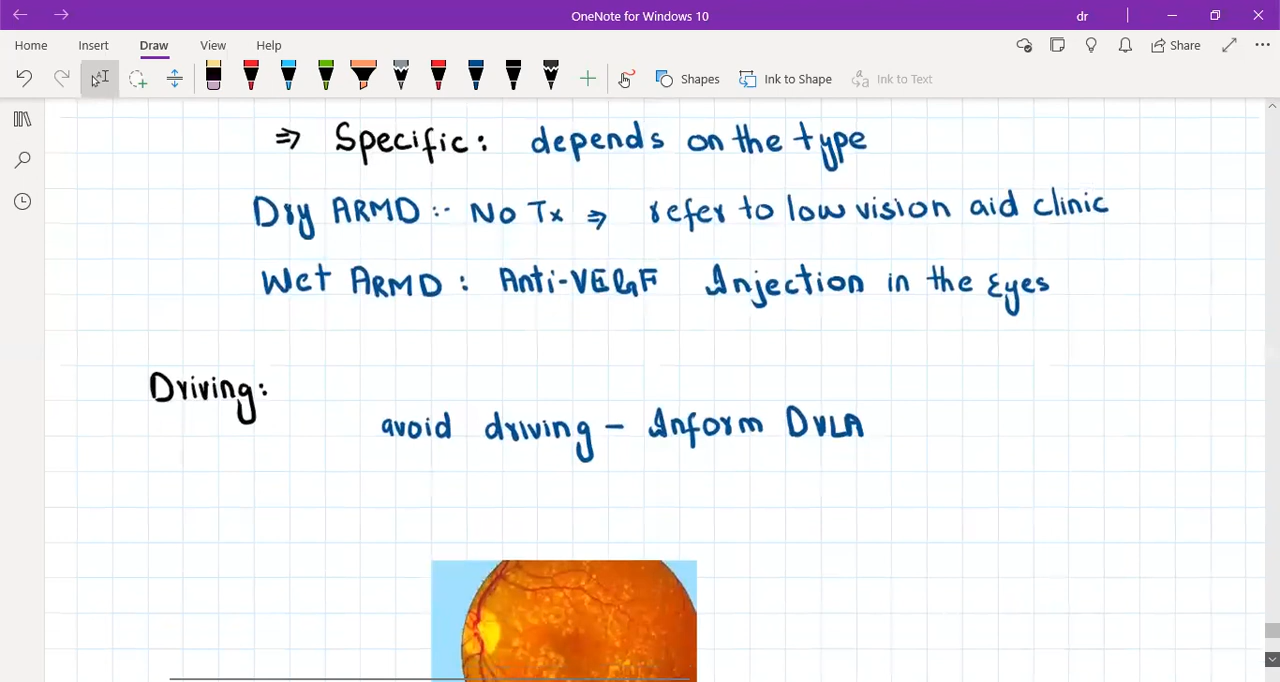 OneNote for Windows 10
dr
Home Insert Draw View Help
Share
Shapes Ink to Shape Ink to Text
⇒ Specific: depends on the type
Dry ARMD :- No Tx ⇒ refer to low vision aid clinic
Wet ARMD : Anti-VEGF Injection in the Eyes
Driving:
avoid driving - Inform DVLA